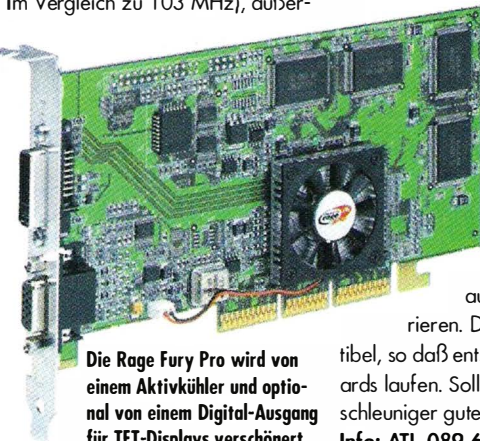 im Vergleich zu 103 MHz), außer-
Die Rage Fury Pro wird von
einem Aktivkühler und optio-
nal von einem Digital-Ausgang
für TFT-Displays verschönert
rieren. D
tibel, so daß ent
ards laufen. Soll
schleuniger gute
Info: ATI, 089